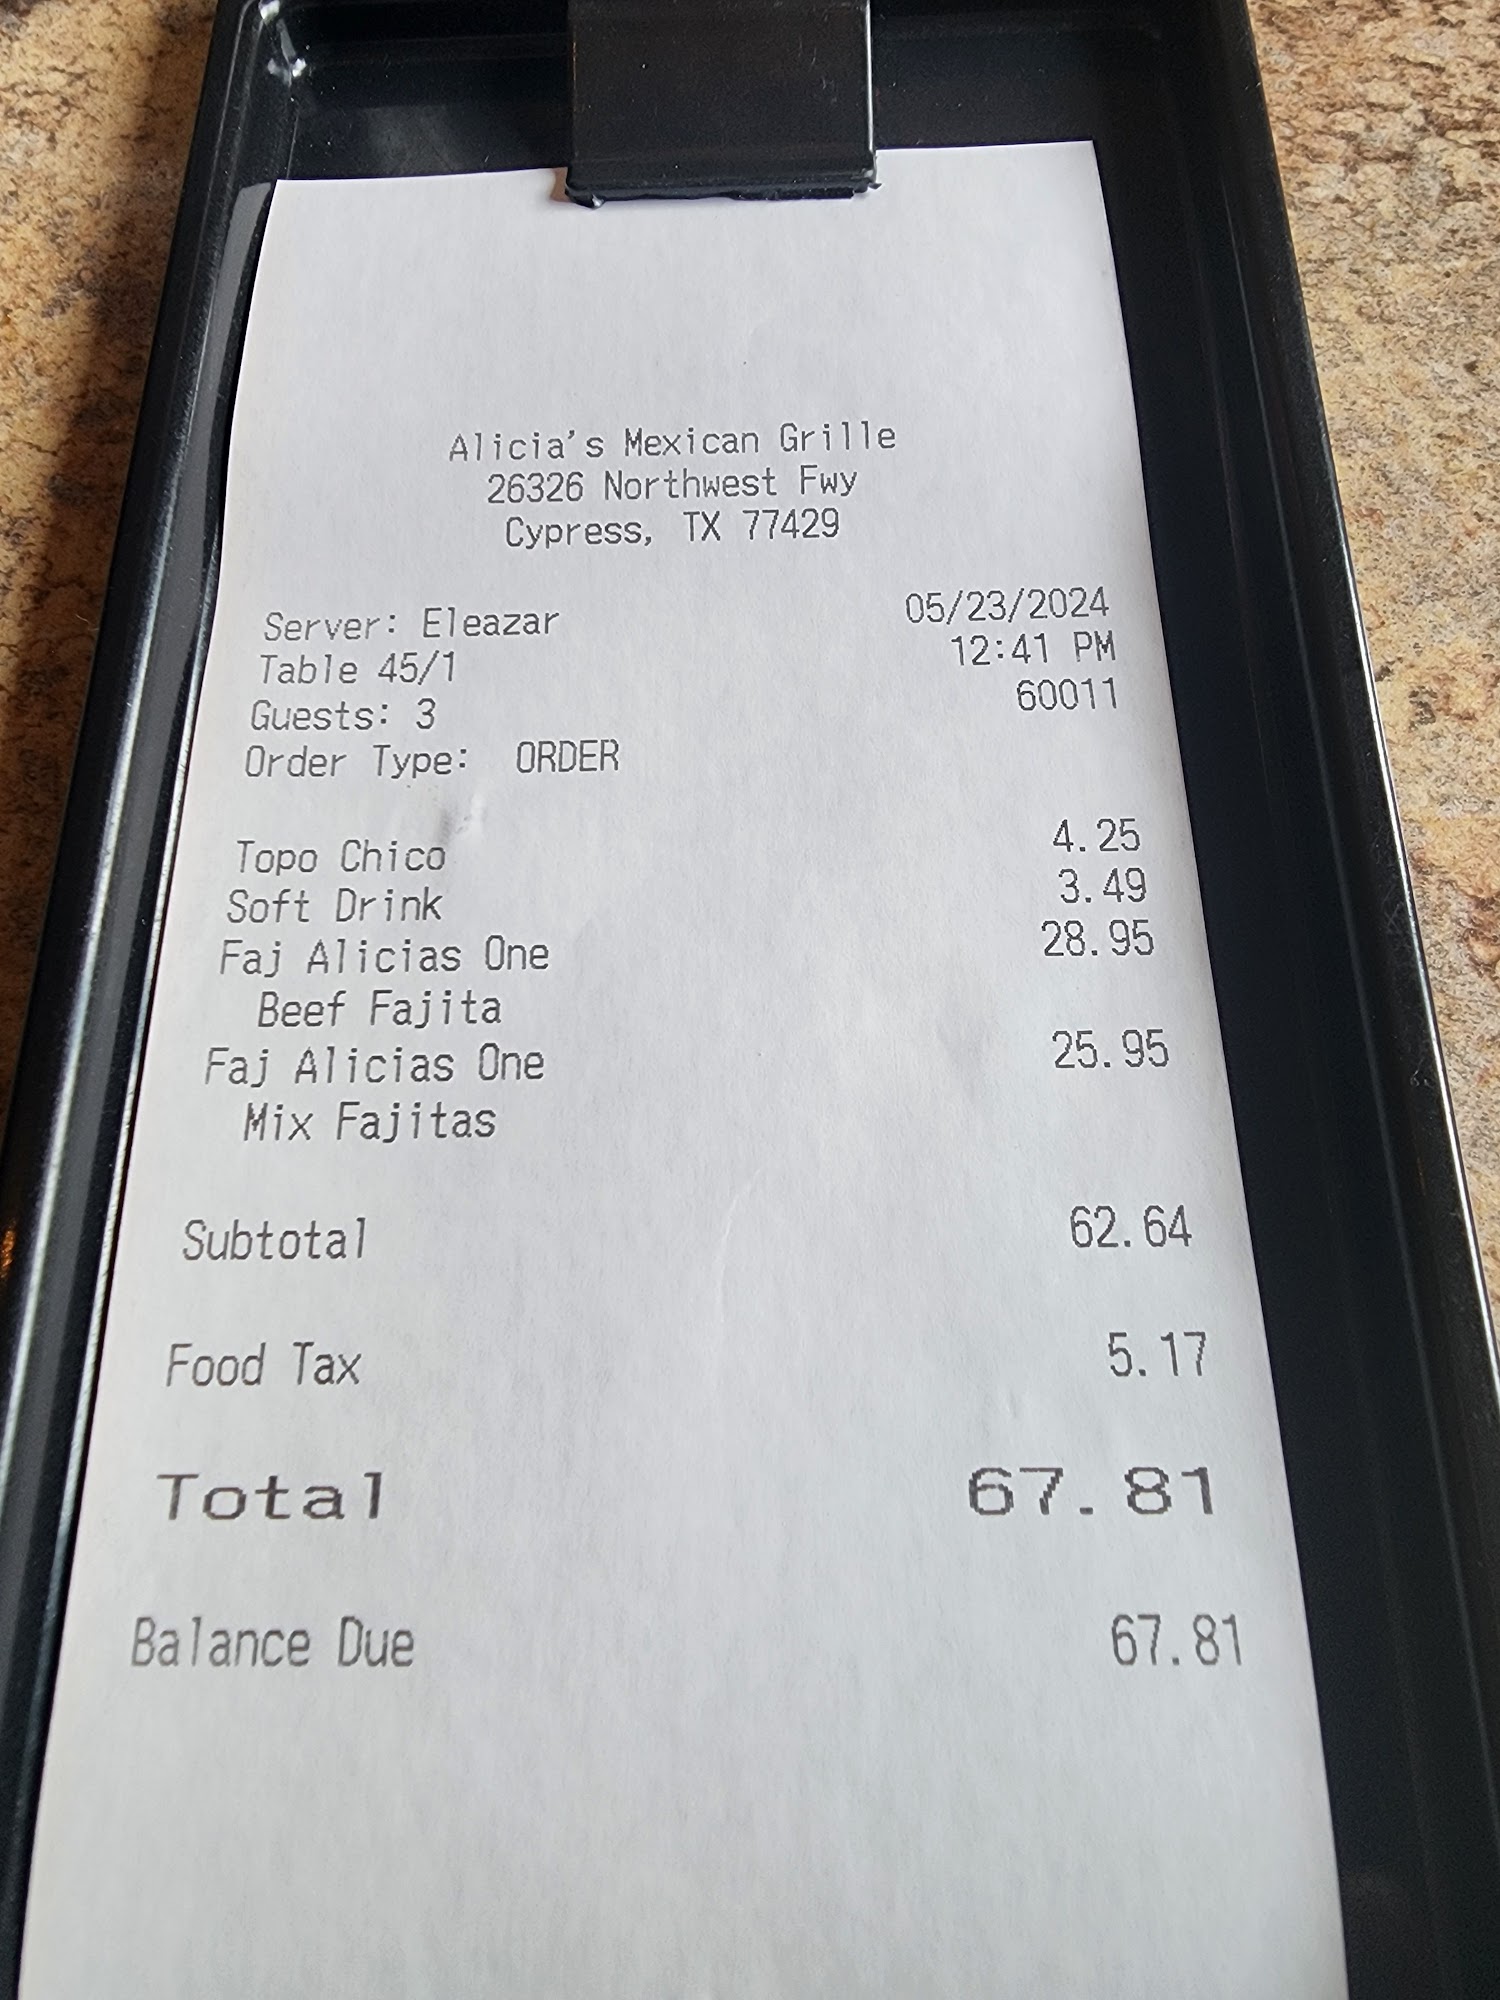 Alicia's Mexican Grille
26326 Northwest Fwy
Cypress, TX 77429
Server: Eleazar 05/23/2024
Table 45/1 12:41 PM
Guests: 3 60011
Order Type: ORDER
Topo Chico 4.25
Soft Drink 3.49
Faj Alicias One 28.95
Beef Fajita
Faj Alicias One 25.95
Mix Fajitas
Subtotal 62.64
Food Tax 5.17
Total 67.81
Balance Due 67.81